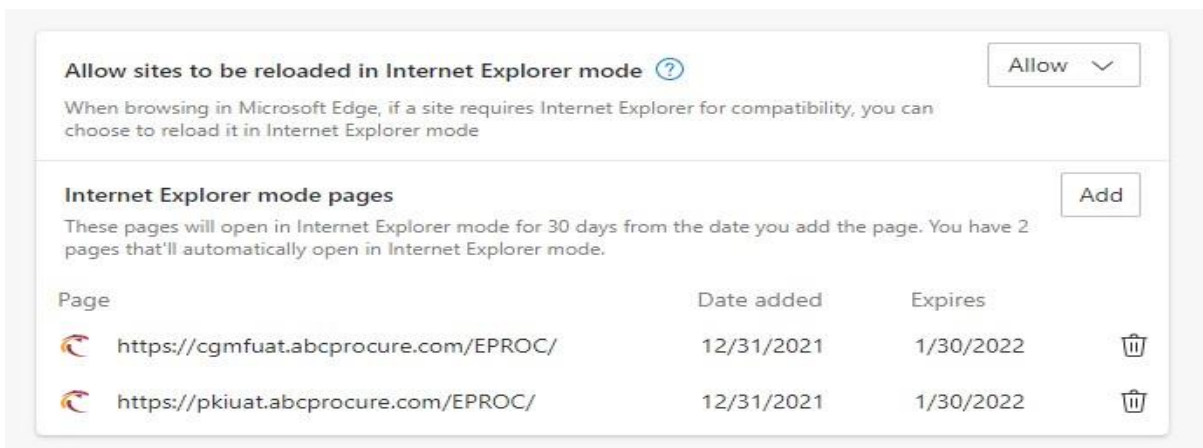 Allow sites to be reloaded in Internet Explorer mode ?
Allow
When browsing in Microsoft Edge, if a site requires Internet Explorer for compatibility, you can
choose to reload it in Internet Explorer mode
Internet Explorer mode pages
Add
These pages will open in Internet Explorer mode for 30 days from the date you add the page. You have 2
pages that'll automatically open in Internet Explorer mode.
Page Date added Expires
https://cgmfuat.abcprocure.com/EPROC/ 12/31/2021 1/30/2022
https://pkiuat.abcprocure.com/EPROC/ 12/31/2021 1/30/2022